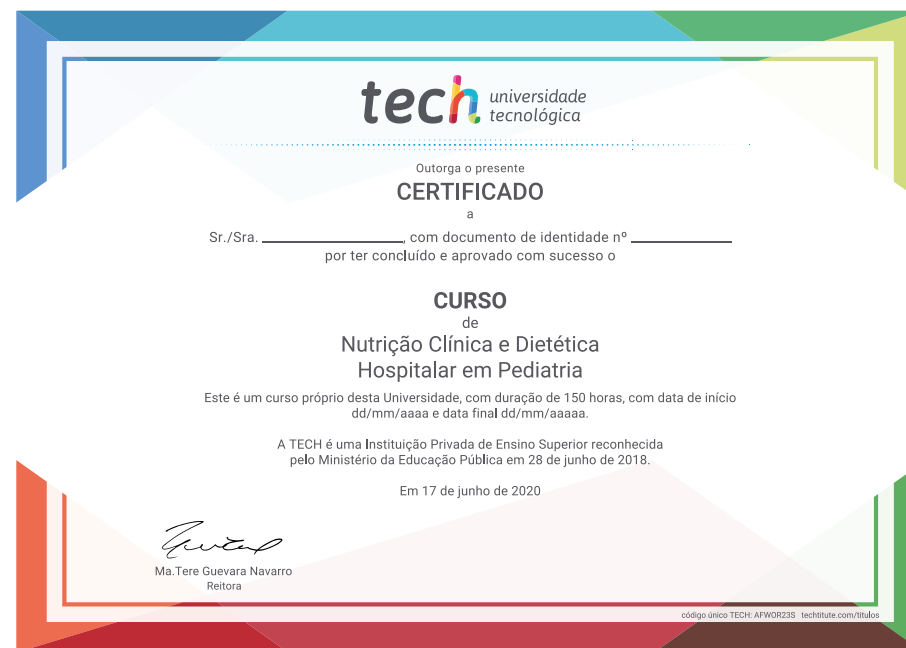 tech universidade
tecnológica
Outorga o presente
CERTIFICADO
a
Sr./Sra. ____________________, com documento de identidade nº ______________
por ter concluído e aprovado com sucesso o
CURSO
de
Nutrição Clínica e Dietética
Hospitalar em Pediatria
Este é um curso próprio desta Universidade, com duração de 150 horas, com data de início
dd/mm/aaaa e data final dd/mm/aaaaa.
A TECH é uma Instituição Privada de Ensino Superior reconhecida
pelo Ministério da Educação Pública em 28 de junho de 2018.
Em 17 de junho de 2020
Ma.Tere Guevara Navarro
Reitora
código único TECH: AFWOR23S techtitute.com/títulos